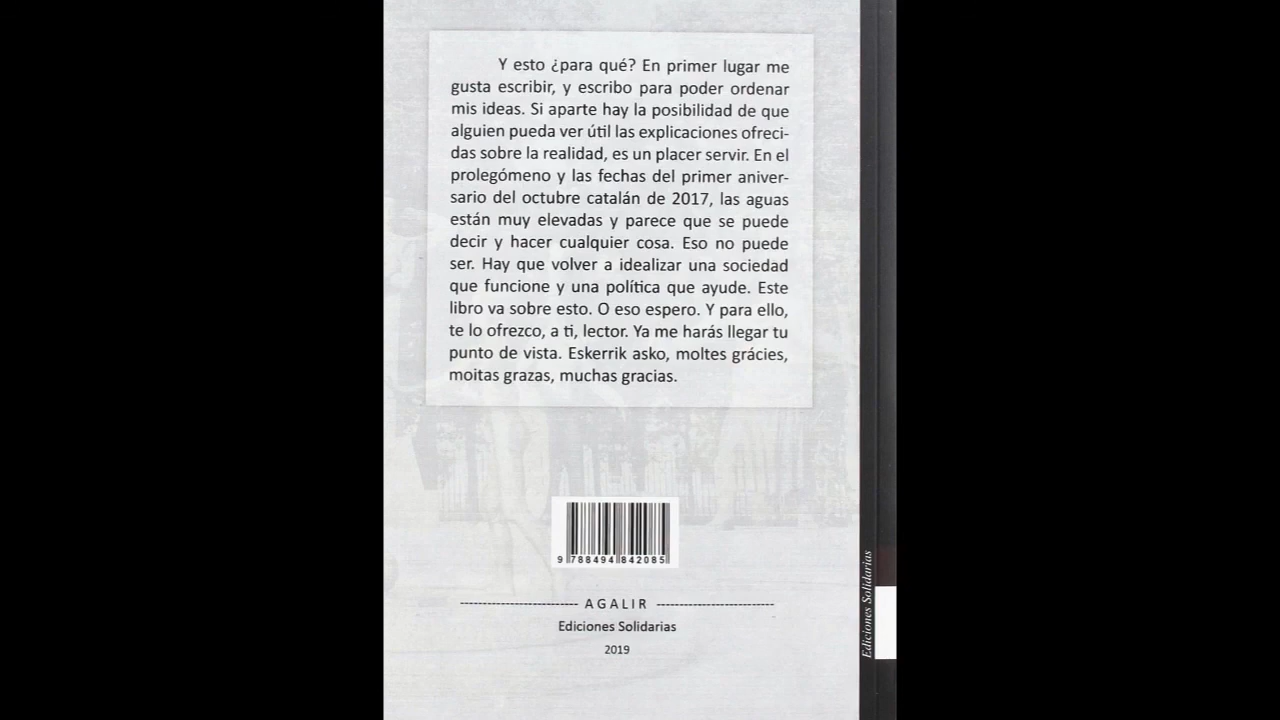 Y esto ¿para qué? En primer lugar me
gusta escribir, y escribo para poder ordenar
mis ideas. Si aparte hay la posibilidad de que
alguien pueda ver útil las explicaciones ofreci-
das sobre la realidad, es un placer servir. En el
prolegómeno y las fechas del primer aniver-
sario del octubre catalán de 2017, las aguas
están muy elevadas y parece que se puede
decir y hacer cualquier cosa. Eso no puede
ser. Hay que volver a idealizar una sociedad
que funcione y una política que ayude. Este
libro va sobre esto. O eso espero. Y para ello,
te lo ofrezco, a ti, lector. Ya me harás llegar tu
punto de vista. Eskerrik asko, moltes grácies,
moitas grazas, muchas gracias.
9 788494 842085
AGALIR
Ediciones Solidarias
2019
Ediciones Solidarias